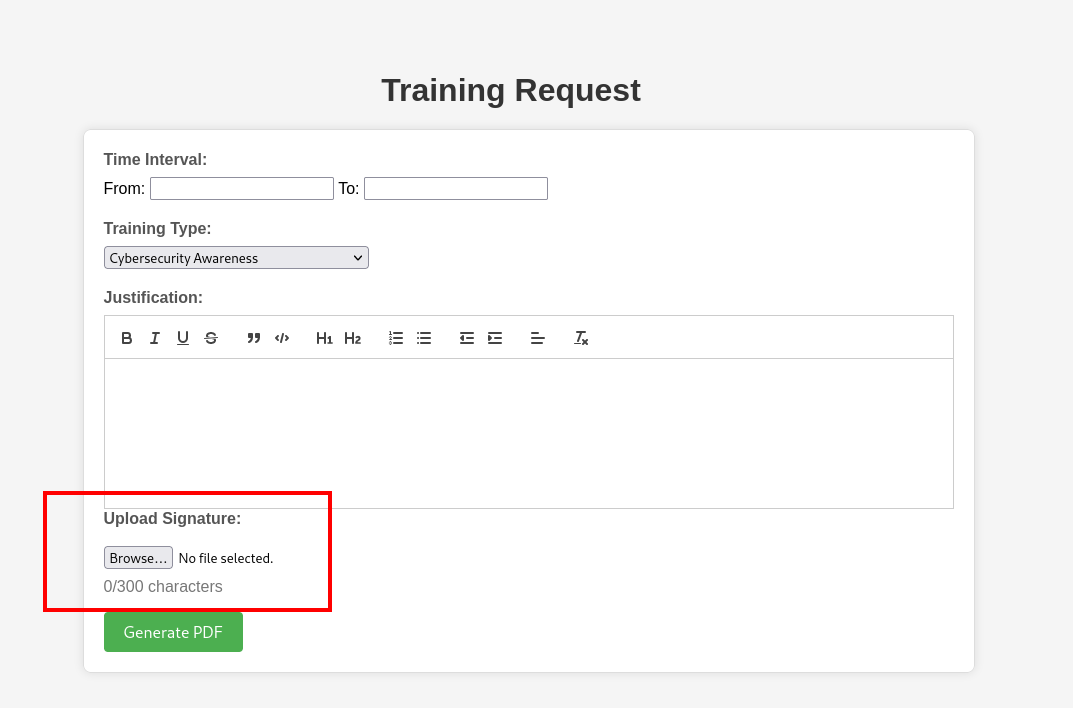 Training Request
Time Interval:
From: To:
Training Type:
Cybersecurity Awareness
Justification:
B I U S H1 H2
Upload Signature:
Browse... No file selected.
0/300 characters
Generate PDF